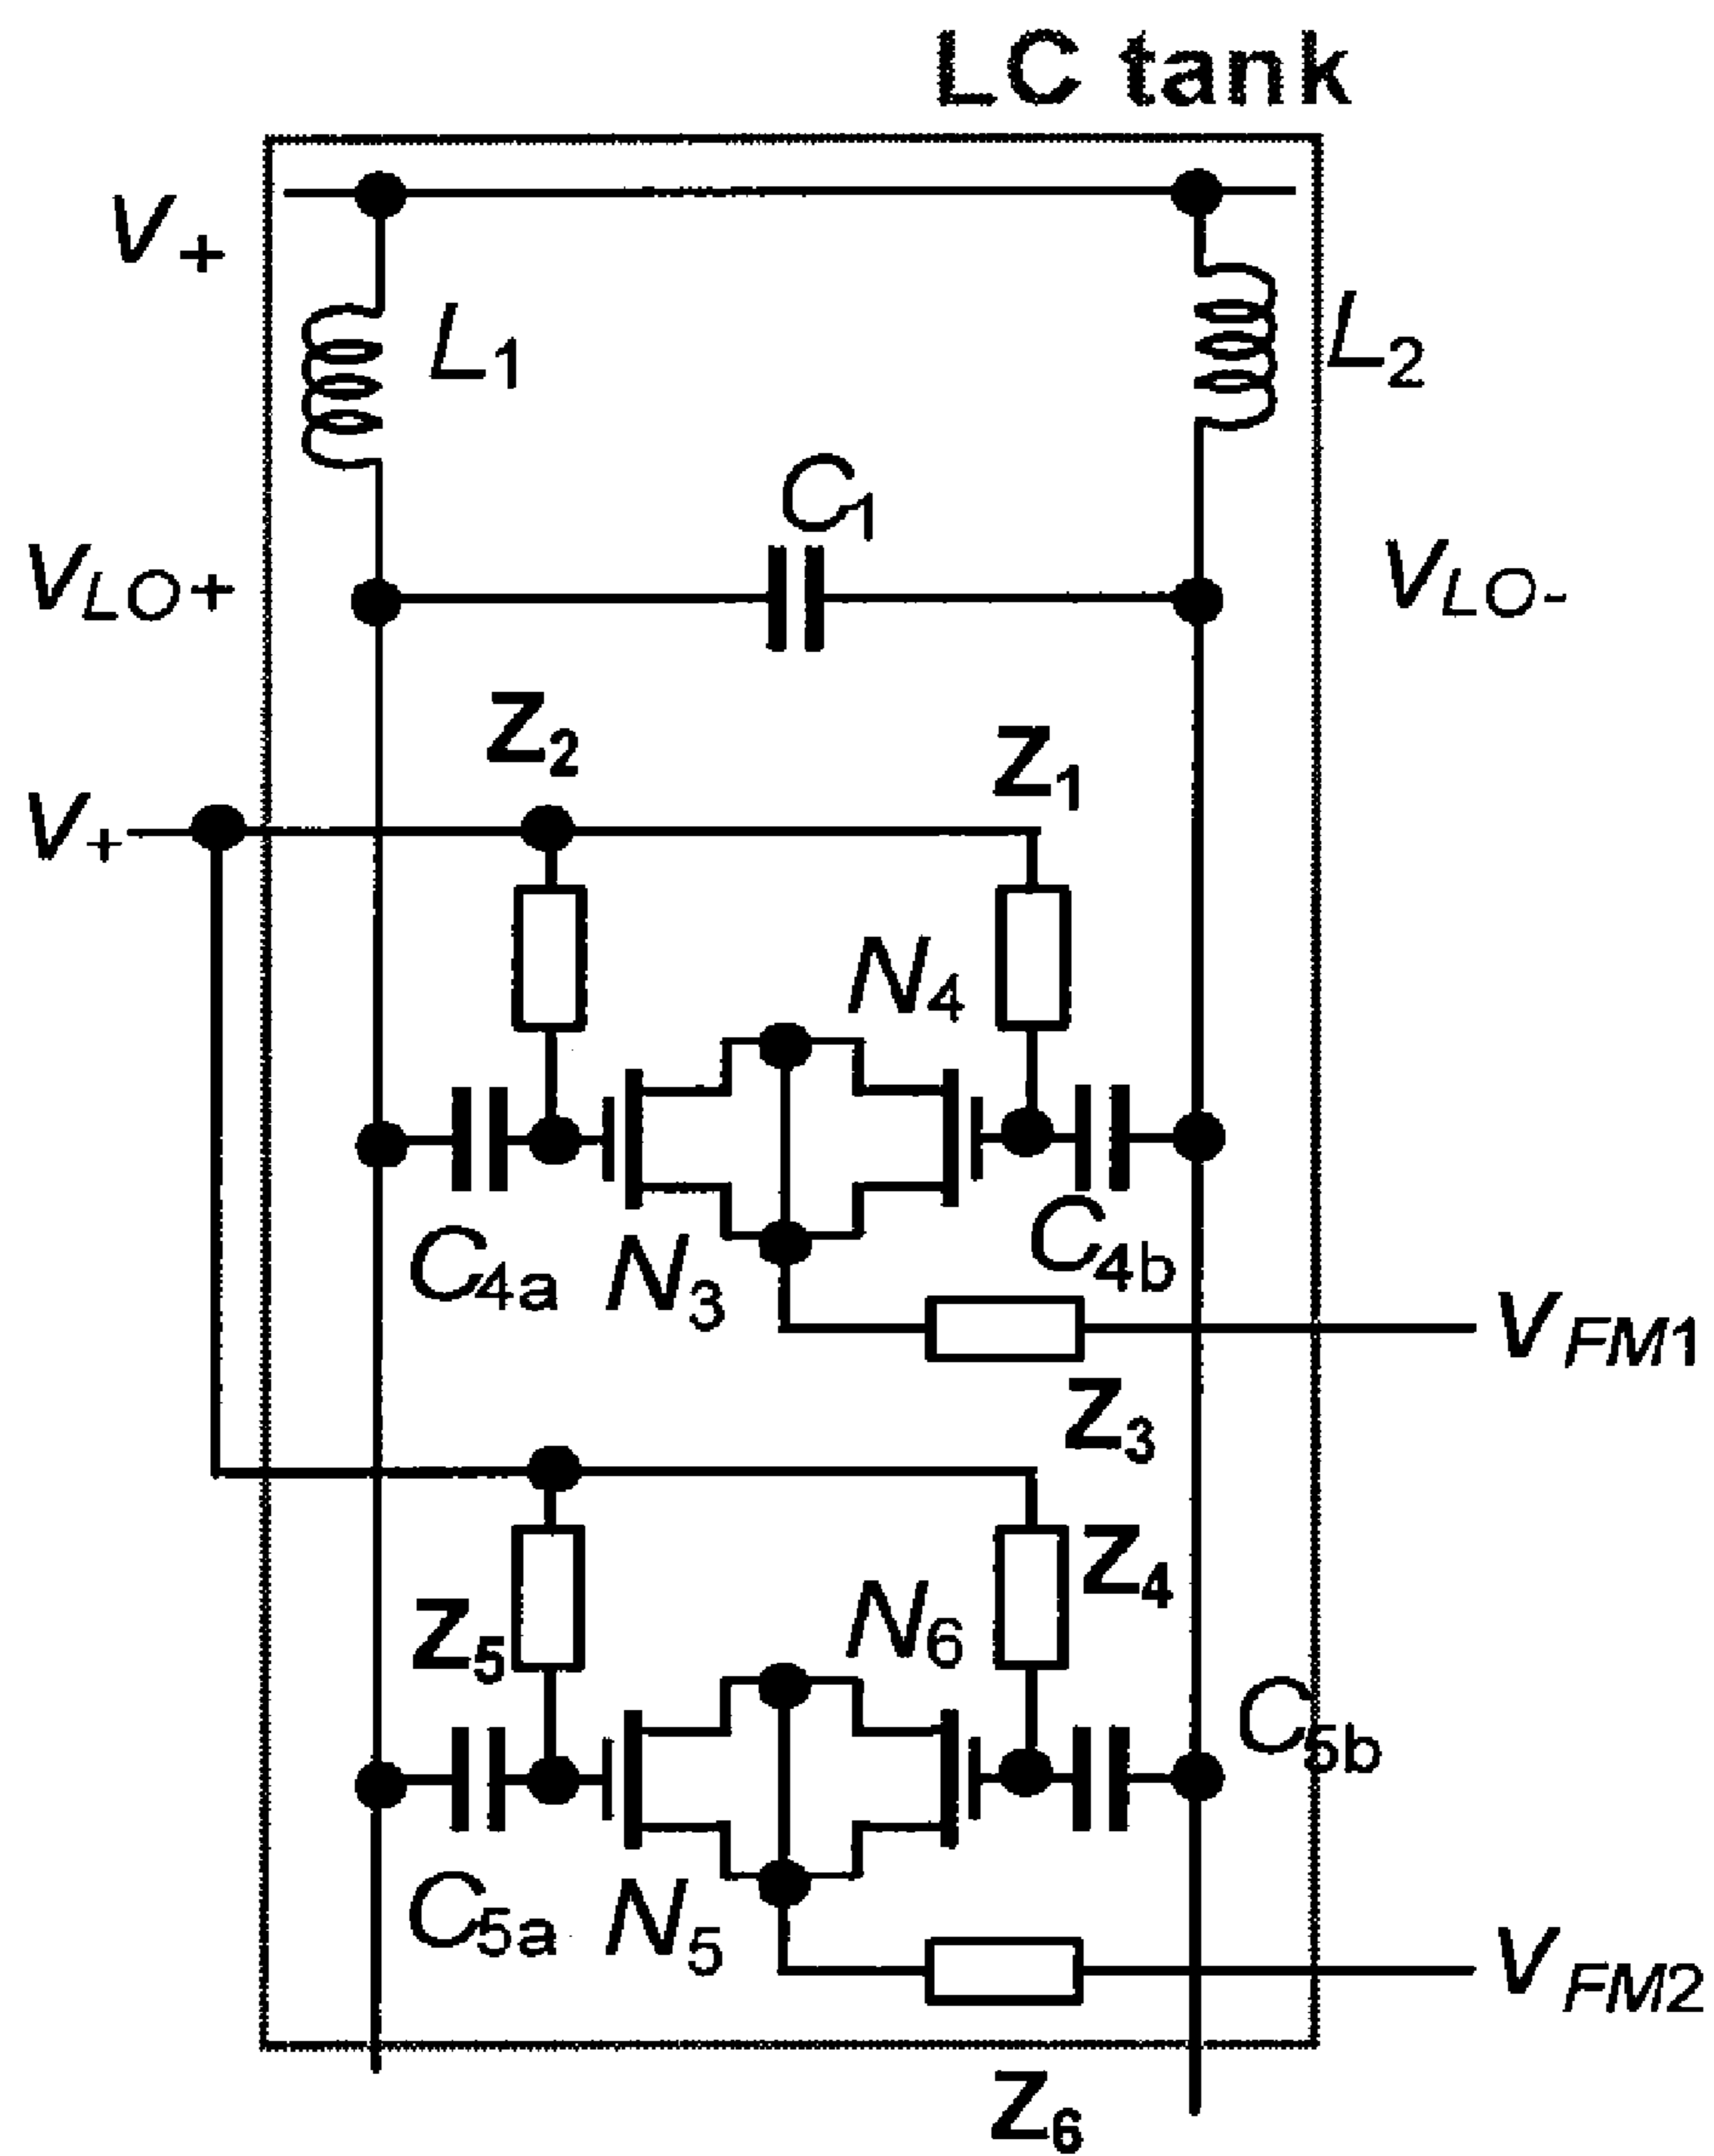 LC tank
V+
L1
L2
C1
VLO+
VLO-
Z2
Z1
V+
N4
C4a
N3
C4b
VFM1
Z3
Z5
N6
Z4
C5b
C5a
N5
VFM2
Z6